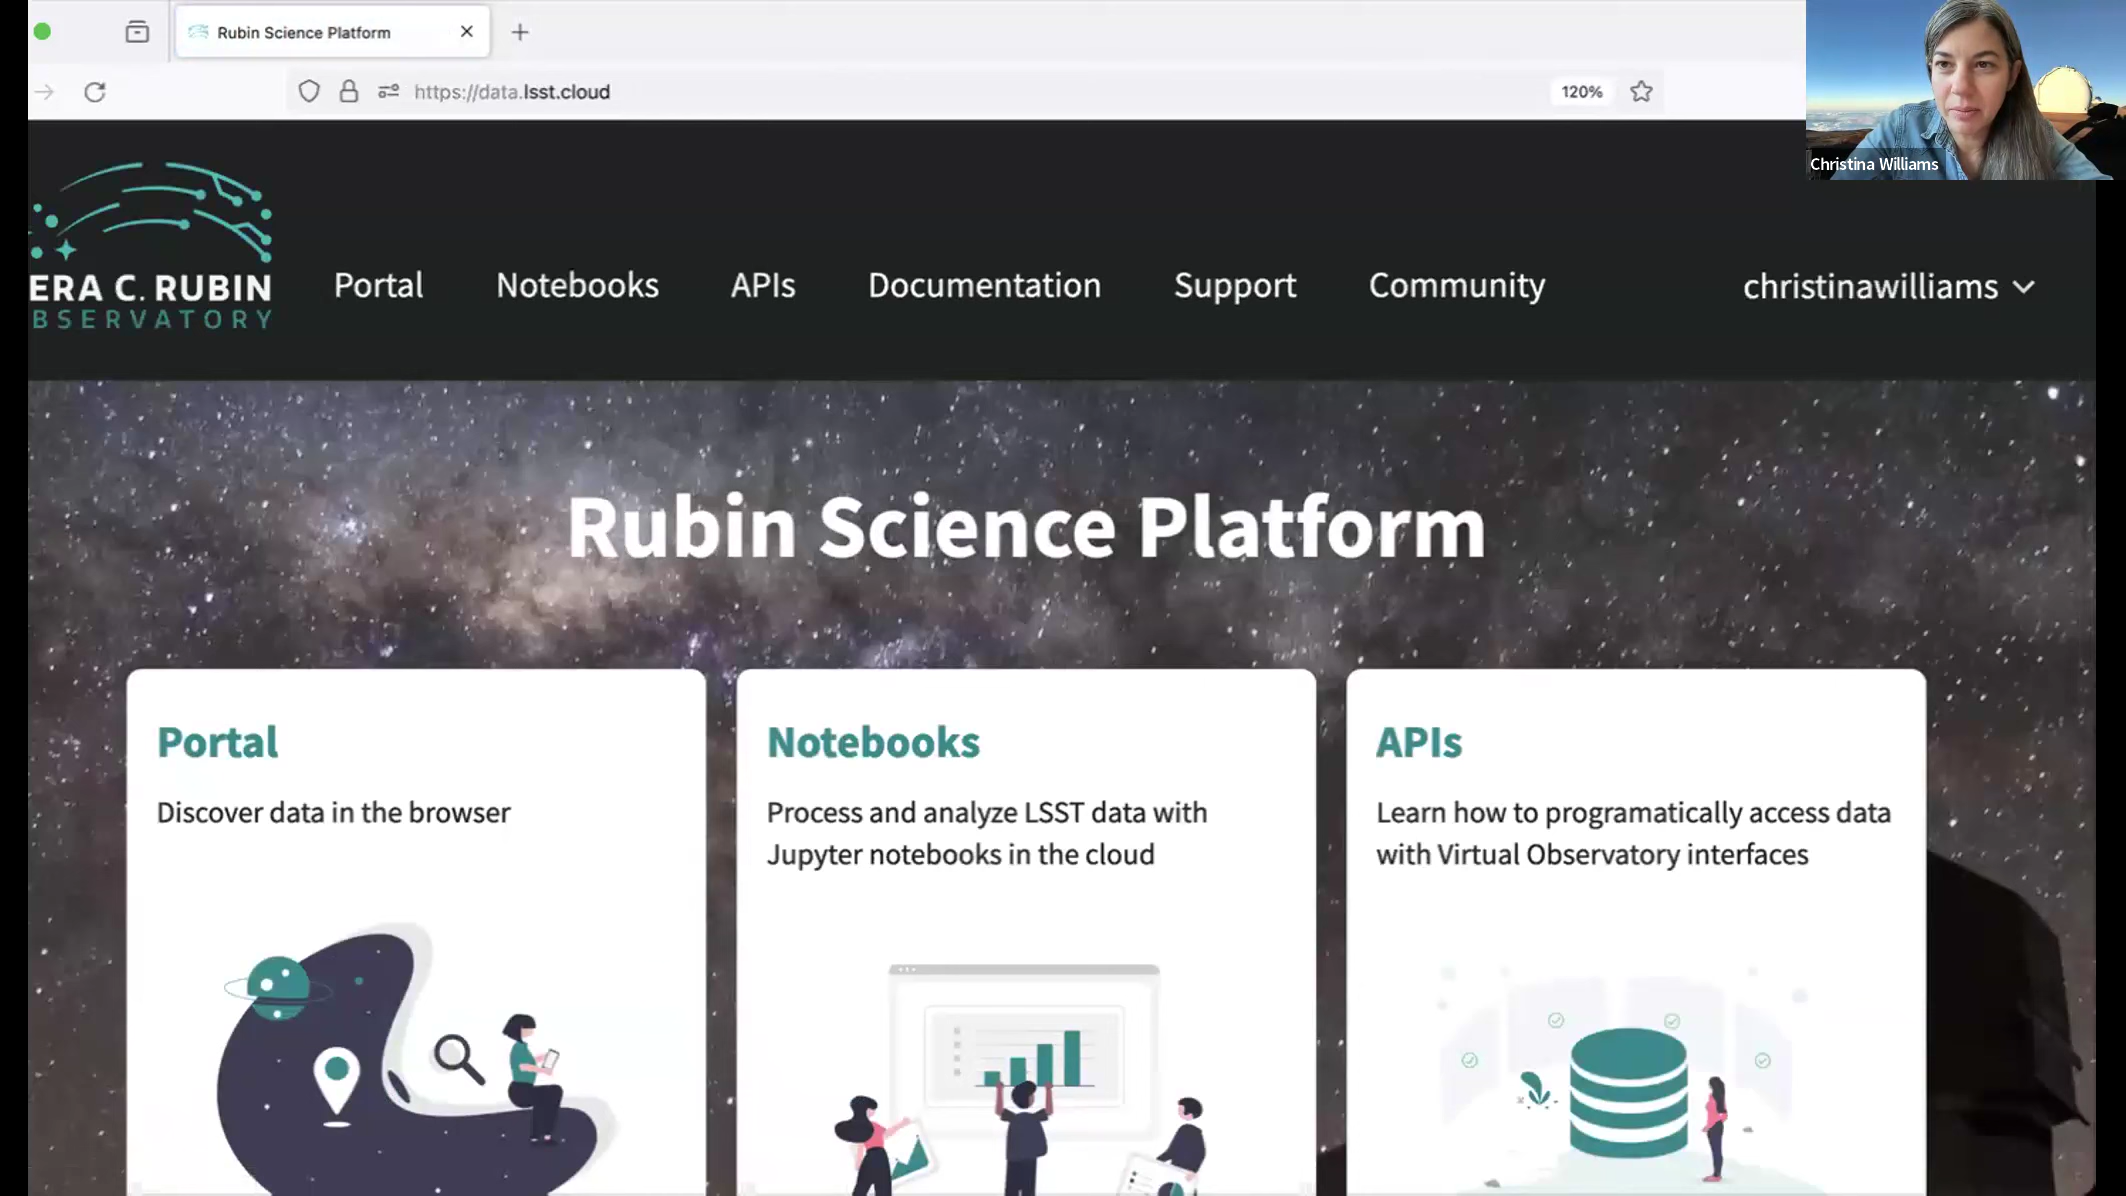 Rubin Science Platform
https://data.lsst.cloud
120%
Christina Williams
ERA C. RUBIN
BSERVATORY
Portal
Notebooks
APIs
Documentation
Support
Community
christinawilliams
Rubin Science Platform
Portal
Discover data in the browser
Notebooks
Process and analyze LSST data with
Jupyter notebooks in the cloud
APIs
Learn how to programatically access data
with Virtual Observatory interfaces